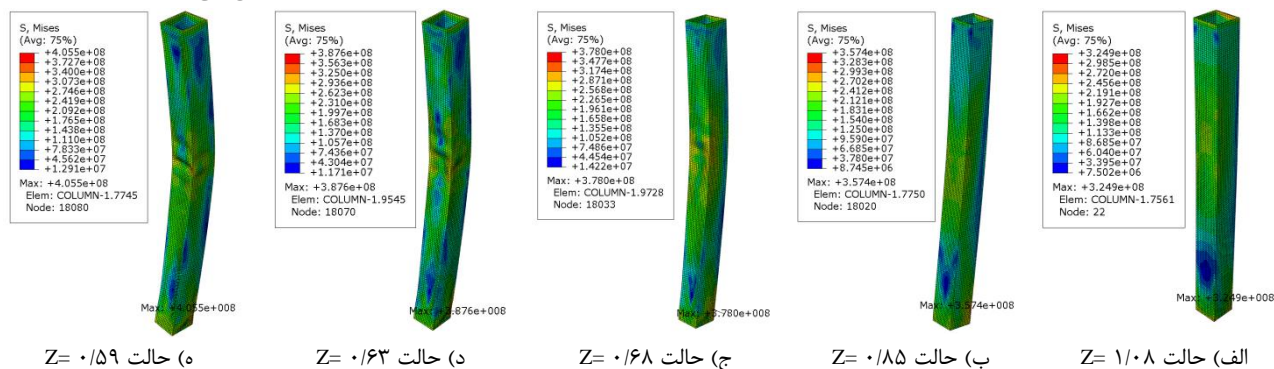 S, Mises
(Avg: 75%)
+4.055e+08
+3.727e+08
+3.400e+08
+3.073e+08
+2.746e+08
+2.419e+08
+2.092e+08
+1.765e+08
+1.438e+08
+1.110e+08
+7.833e+07
+4.562e+07
+1.291e+07
Max: +4.055e+08
Elem: COLUMN-1.7745
Node: 18080
Max: +4.055e+008
ه) حالت Z= ۰/۵۹
S, Mises
(Avg: 75%)
+3.876e+08
+3.563e+08
+3.250e+08
+2.936e+08
+2.623e+08
+2.310e+08
+1.997e+08
+1.683e+08
+1.370e+08
+1.057e+08
+7.436e+07
+4.304e+07
+1.171e+07
Max: +3.876e+08
Elem: COLUMN-1.9545
Node: 18070
Max: +3.876e+008
د) حالت Z= ۰/۶۳
S, Mises
(Avg: 75%)
+3.780e+08
+3.477e+08
+3.174e+08
+2.871e+08
+2.568e+08
+2.265e+08
+1.961e+08
+1.658e+08
+1.355e+08
+1.052e+08
+7.486e+07
+4.454e+07
+1.422e+07
Max: +3.780e+08
Elem: COLUMN-1.9728
Node: 18033
Max: +3.780e+008
ج) حالت Z= ۰/۶۸
S, Mises
(Avg: 75%)
+3.574e+08
+3.283e+08
+2.993e+08
+2.702e+08
+2.412e+08
+2.121e+08
+1.831e+08
+1.540e+08
+1.250e+08
+9.590e+07
+6.685e+07
+3.780e+07
+8.745e+06
Max: +3.574e+08
Elem: COLUMN-1.7750
Node: 18020
Max: +3.574e+008
ب) حالت Z= ۰/۸۵
S, Mises
(Avg: 75%)
+3.249e+08
+2.985e+08
+2.720e+08
+2.456e+08
+2.191e+08
+1.927e+08
+1.662e+08
+1.398e+08
+1.133e+08
+8.685e+07
+6.040e+07
+3.395e+07
+7.502e+06
Max: +3.249e+08
Elem: COLUMN-1.7561
Node: 22
Max: +3.249e+008
الف) حالت Z= ۱/۰۸